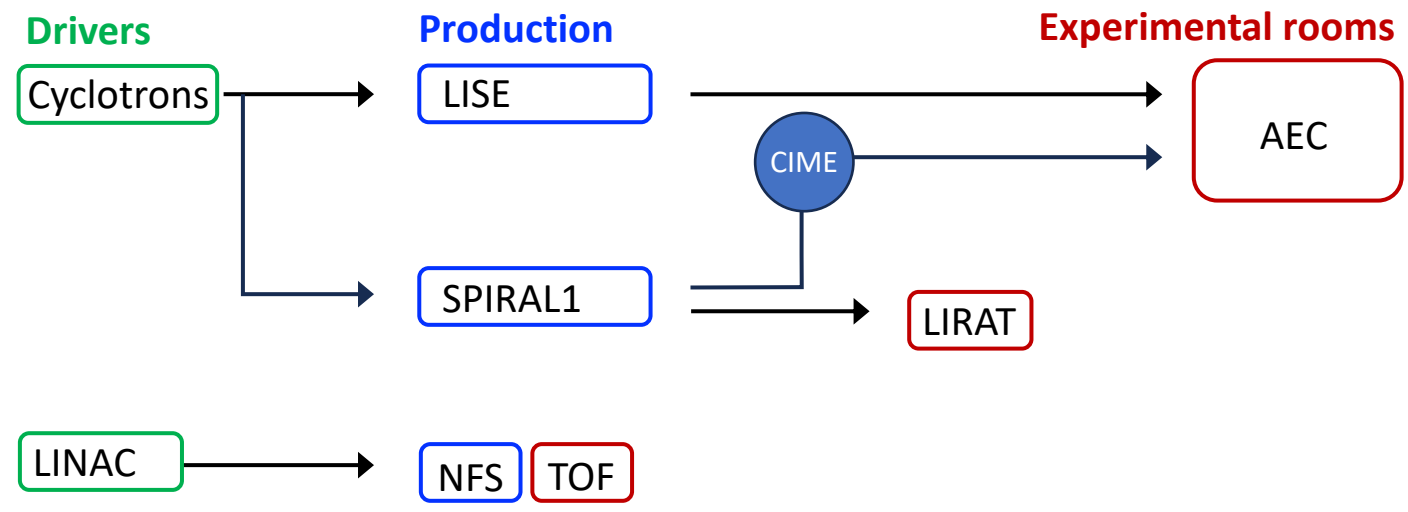 Drivers
Production
Experimental rooms
Cyclotrons
LISE
AEC
CIME
SPIRAL1
LIRAT
LINAC
NFS
TOF